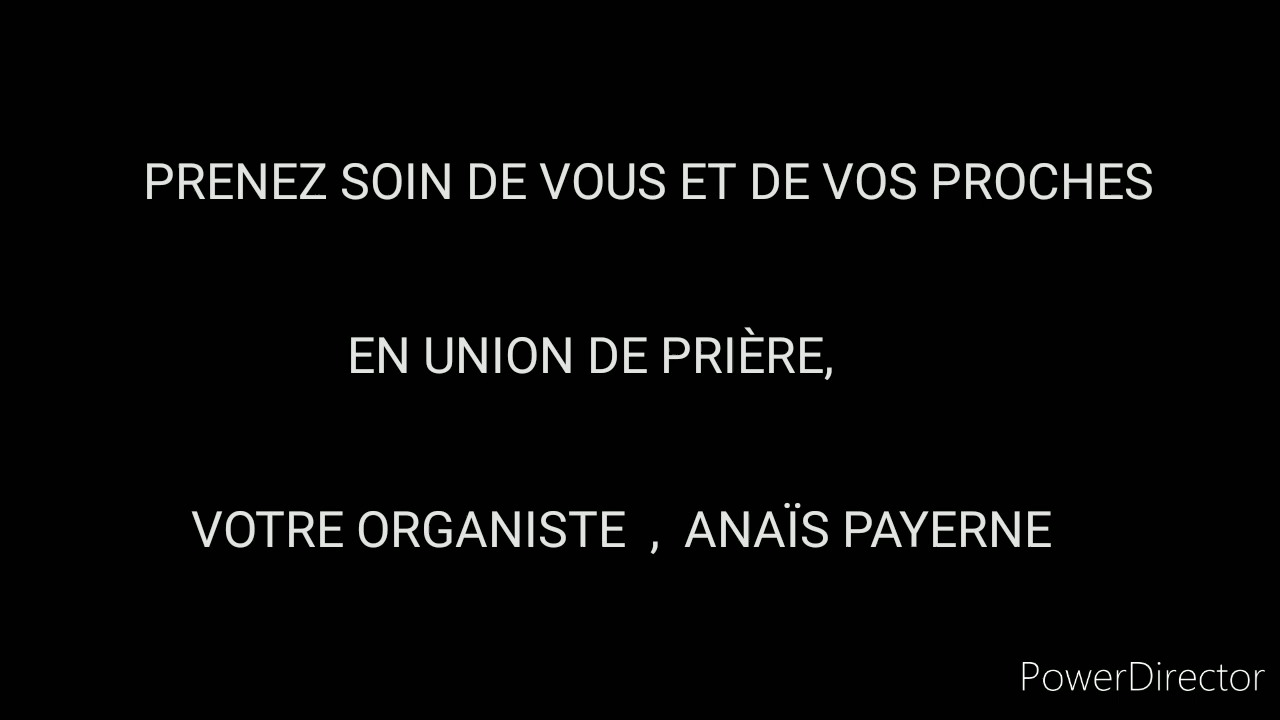 PRENEZ SOIN DE VOUS ET DE VOS PROCHES
EN UNION DE PRIÈRE,
VOTRE ORGANISTE , ANAÏS PAYERNE
PowerDirector